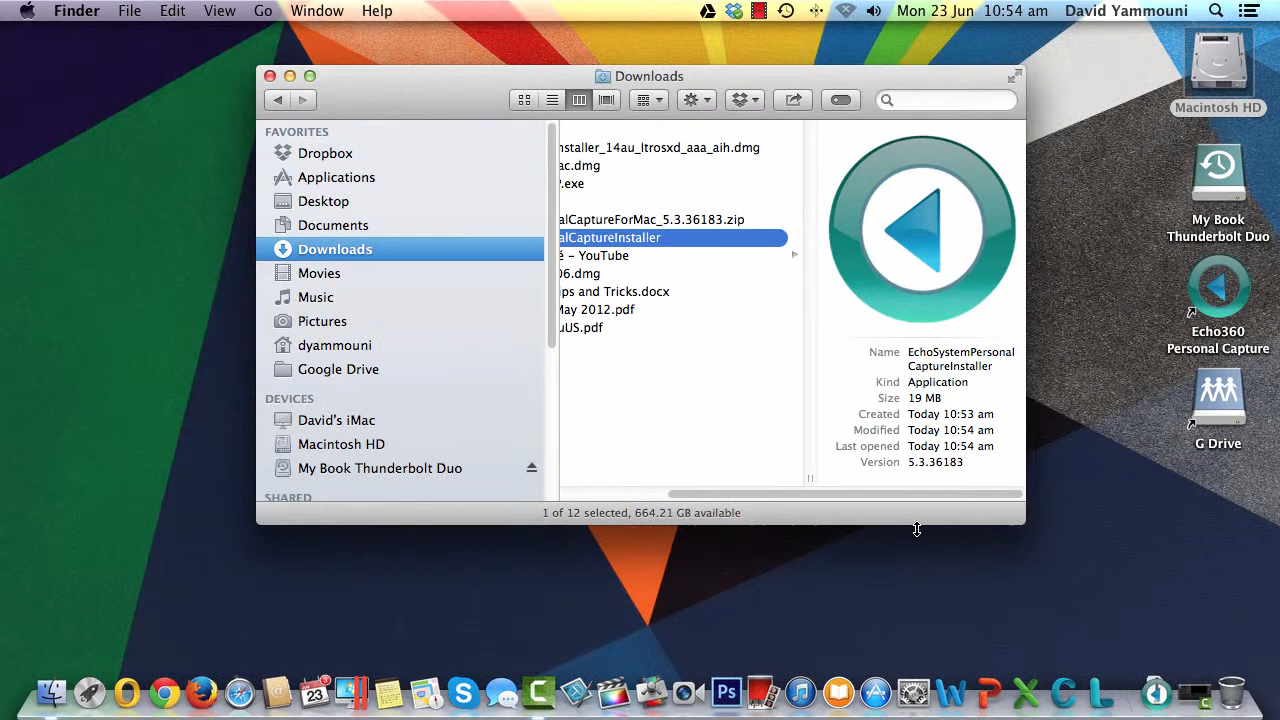 Finder File Edit View Go Window Help Mon 23 Jun 10:54 am David Yammouni
Downloads
FAVORITES
Dropbox
Applications
Desktop
Documents
Downloads
Movies
Music
Pictures
dyammouni
Google Drive
DEVICES
David's iMac
Macintosh HD
My Book Thunderbolt Duo
SHARED
nstaller_14au_ltrosxd_aaa_aih.dmg
ac.dmg
?.exe
alCaptureForMac_5.3.36183.zip
alCaptureInstaller
é – YouTube
06.dmg
ips and Tricks.docx
May 2012.pdf
uUS.pdf
Name EchoSystemPersonal
CaptureInstaller
Kind Application
Size 19 MB
Created Today 10:53 am
Modified Today 10:54 am
Last opened Today 10:54 am
Version 5.3.36183
1 of 12 selected, 664.21 GB available
Macintosh HD
My Book
Thunderbolt Duo
Echo360
Personal Capture
G Drive
23
Ps